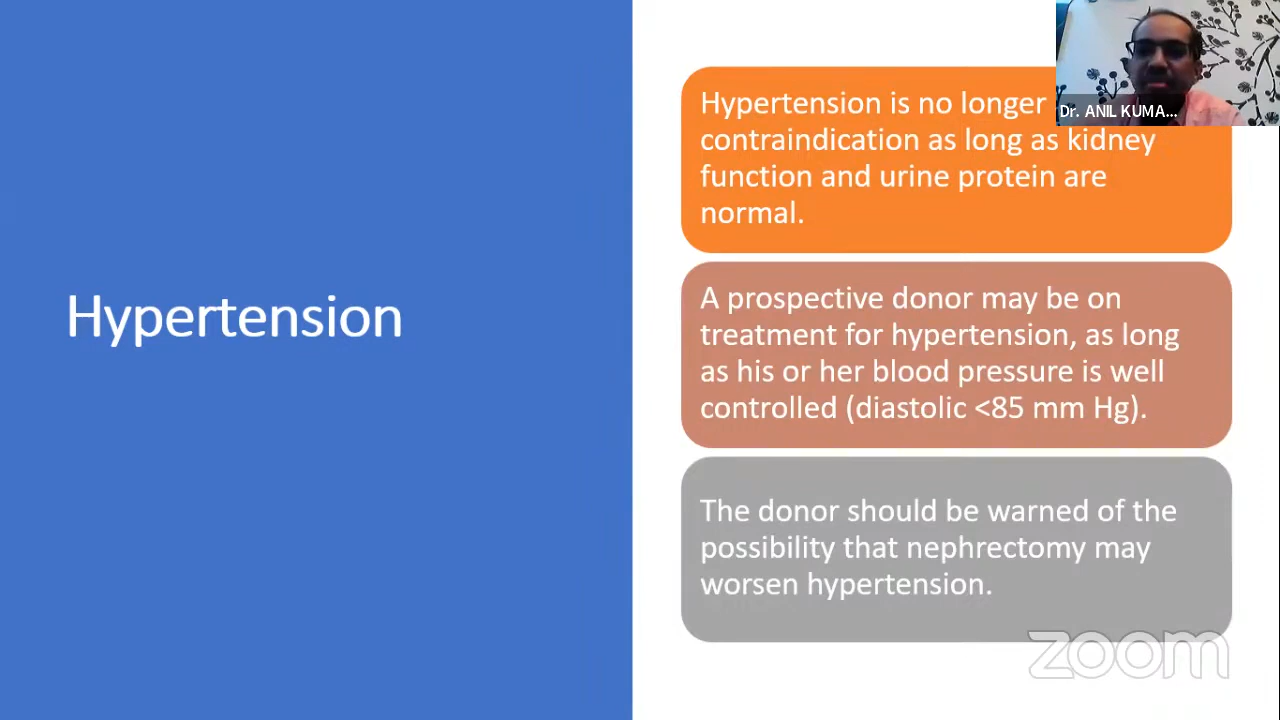 Hypertension
Hypertension is no longer
contraindication as long as kidney
function and urine protein are
normal.
A prospective donor may be on
treatment for hypertension, as long
as his or her blood pressure is well
controlled (diastolic <85 mm Hg).
The donor should be warned of the
possibility that nephrectomy may
worsen hypertension.
Dr. ANIL KUMA...
zoom